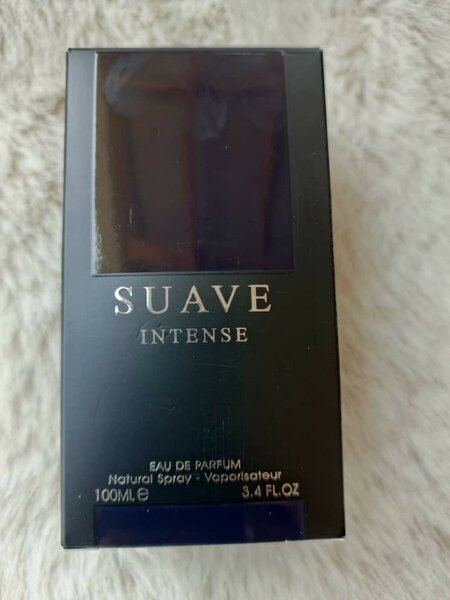 SUAVE
INTENSE
EAU DE PARFUM
Natural Spray - Vaporisateur
100ML ℮ 3.4 FL.OZ